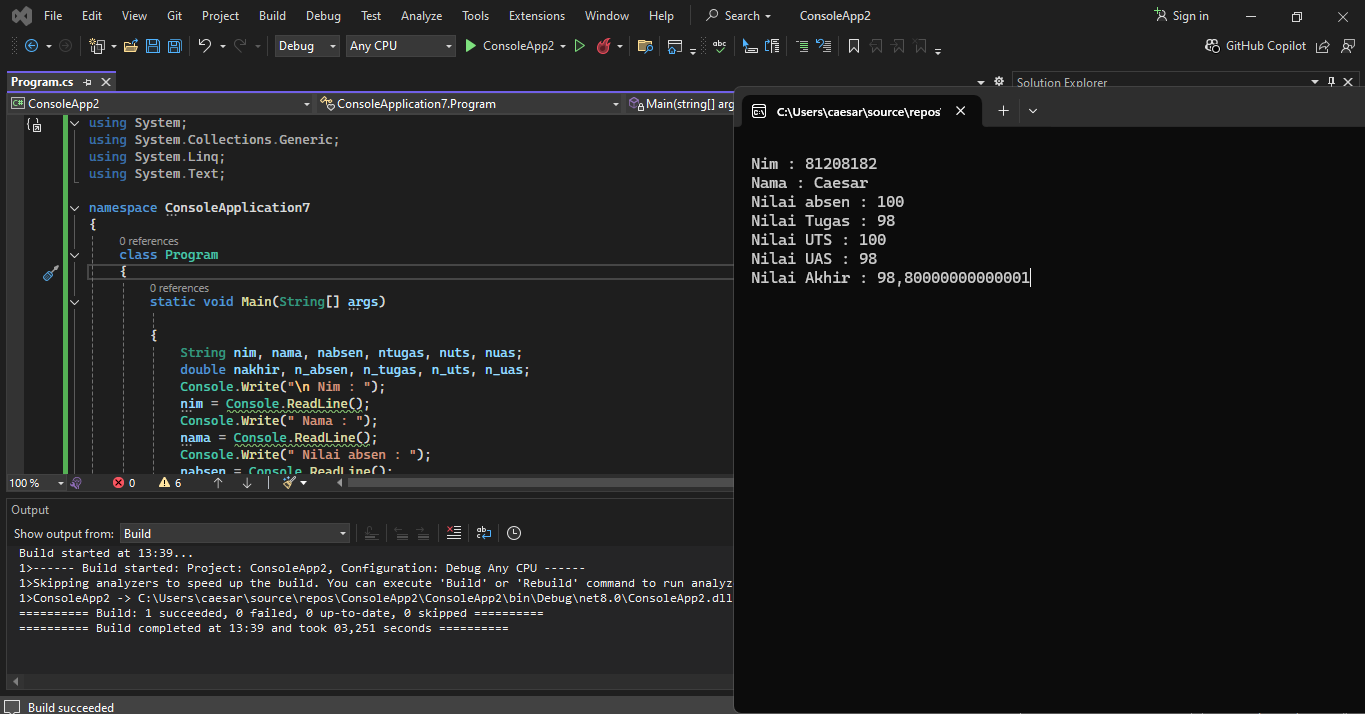 File Edit View Git Project Build Debug Test Analyze Tools Extensions Window Help Search ConsoleApp2 Sign in
Debug Any CPU ConsoleApp2 abc GitHub Copilot
Program.cs
Solution Explorer
C# ConsoleApp2 ConsoleApplication7.Program Main(string[] arg
using System;
using System.Collections.Generic;
using System.Linq;
using System.Text;
namespace ConsoleApplication7
{
0 references
class Program
{
0 references
static void Main(String[] args)
{
String nim, nama, nabsen, ntugas, nuts, nuas;
double nakhir, n_absen, n_tugas, n_uts, n_uas;
Console.Write("\n Nim : ");
nim = Console.ReadLine();
Console.Write(" Nama : ");
nama = Console.ReadLine();
Console.Write(" Nilai absen : ");
nabsen = Console.ReadLine();
100 % 0 6
Output
Show output from: Build
Build started at 13:39...
1>------ Build started: Project: ConsoleApp2, Configuration: Debug Any CPU ------
1>Skipping analyzers to speed up the build. You can execute 'Build' or 'Rebuild' command to run analyz
1>ConsoleApp2 -> C:\Users\caesar\source\repos\ConsoleApp2\ConsoleApp2\bin\Debug\net8.0\ConsoleApp2.dll
========== Build: 1 succeeded, 0 failed, 0 up-to-date, 0 skipped ==========
========== Build completed at 13:39 and took 03,251 seconds ==========
Build succeeded
C:\Users\caesar\source\repos\
Nim : 81208182
Nama : Caesar
Nilai absen : 100
Nilai Tugas : 98
Nilai UTS : 100
Nilai UAS : 98
Nilai Akhir : 98,80000000000001